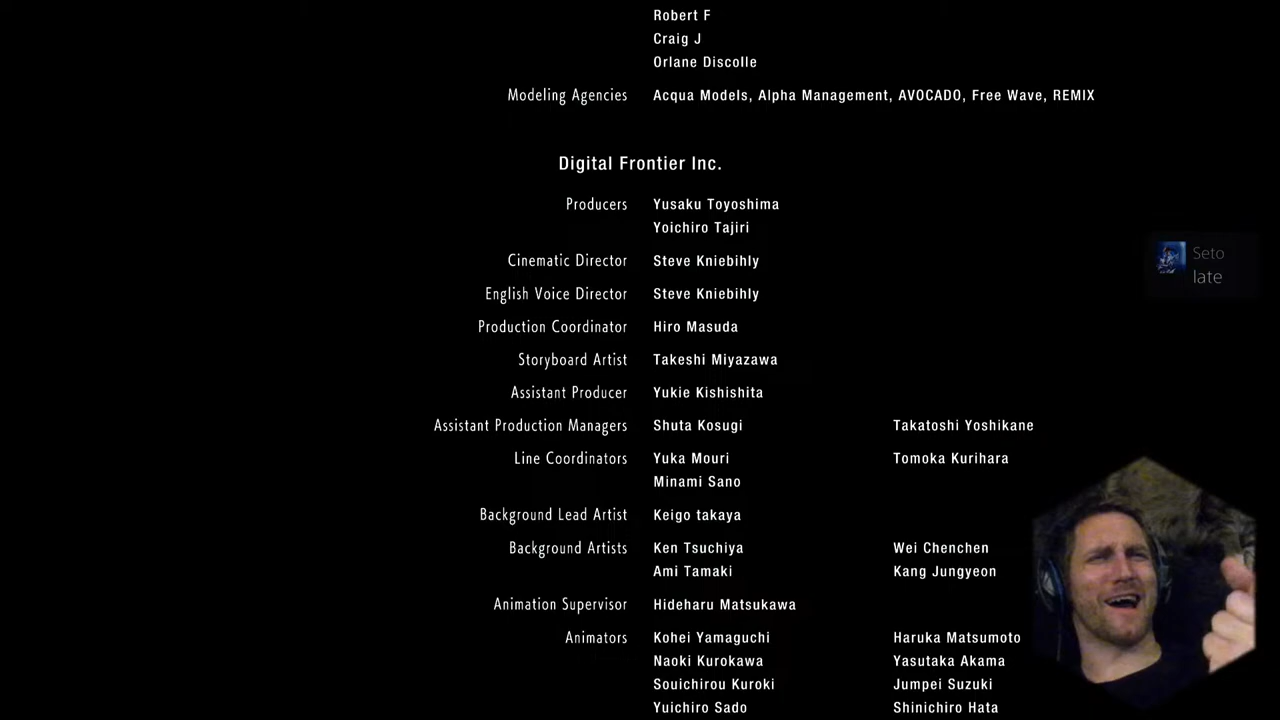 Robert F
Craig J
Orlane Discolle
Modeling Agencies Acqua Models, Alpha Management, AVOCADO, Free Wave, REMIX
Digital Frontier Inc.
Producers Yusaku Toyoshima
Yoichiro Tajiri
Cinematic Director Steve Kniebihly
English Voice Director Steve Kniebihly
Production Coordinator Hiro Masuda
Storyboard Artist Takeshi Miyazawa
Assistant Producer Yukie Kishishita
Assistant Production Managers Shuta Kosugi Takatoshi Yoshikane
Line Coordinators Yuka Mouri Tomoka Kurihara
Minami Sano
Background Lead Artist Keigo takaya
Background Artists Ken Tsuchiya Wei Chenchen
Ami Tamaki Kang Jungyeon
Animation Supervisor Hideharu Matsukawa
Animators Kohei Yamaguchi Haruka Matsumoto
Naoki Kurokawa Yasutaka Akama
Souichirou Kuroki Jumpei Suzuki
Yuichiro Sado Shinichiro Hata
Seto
late